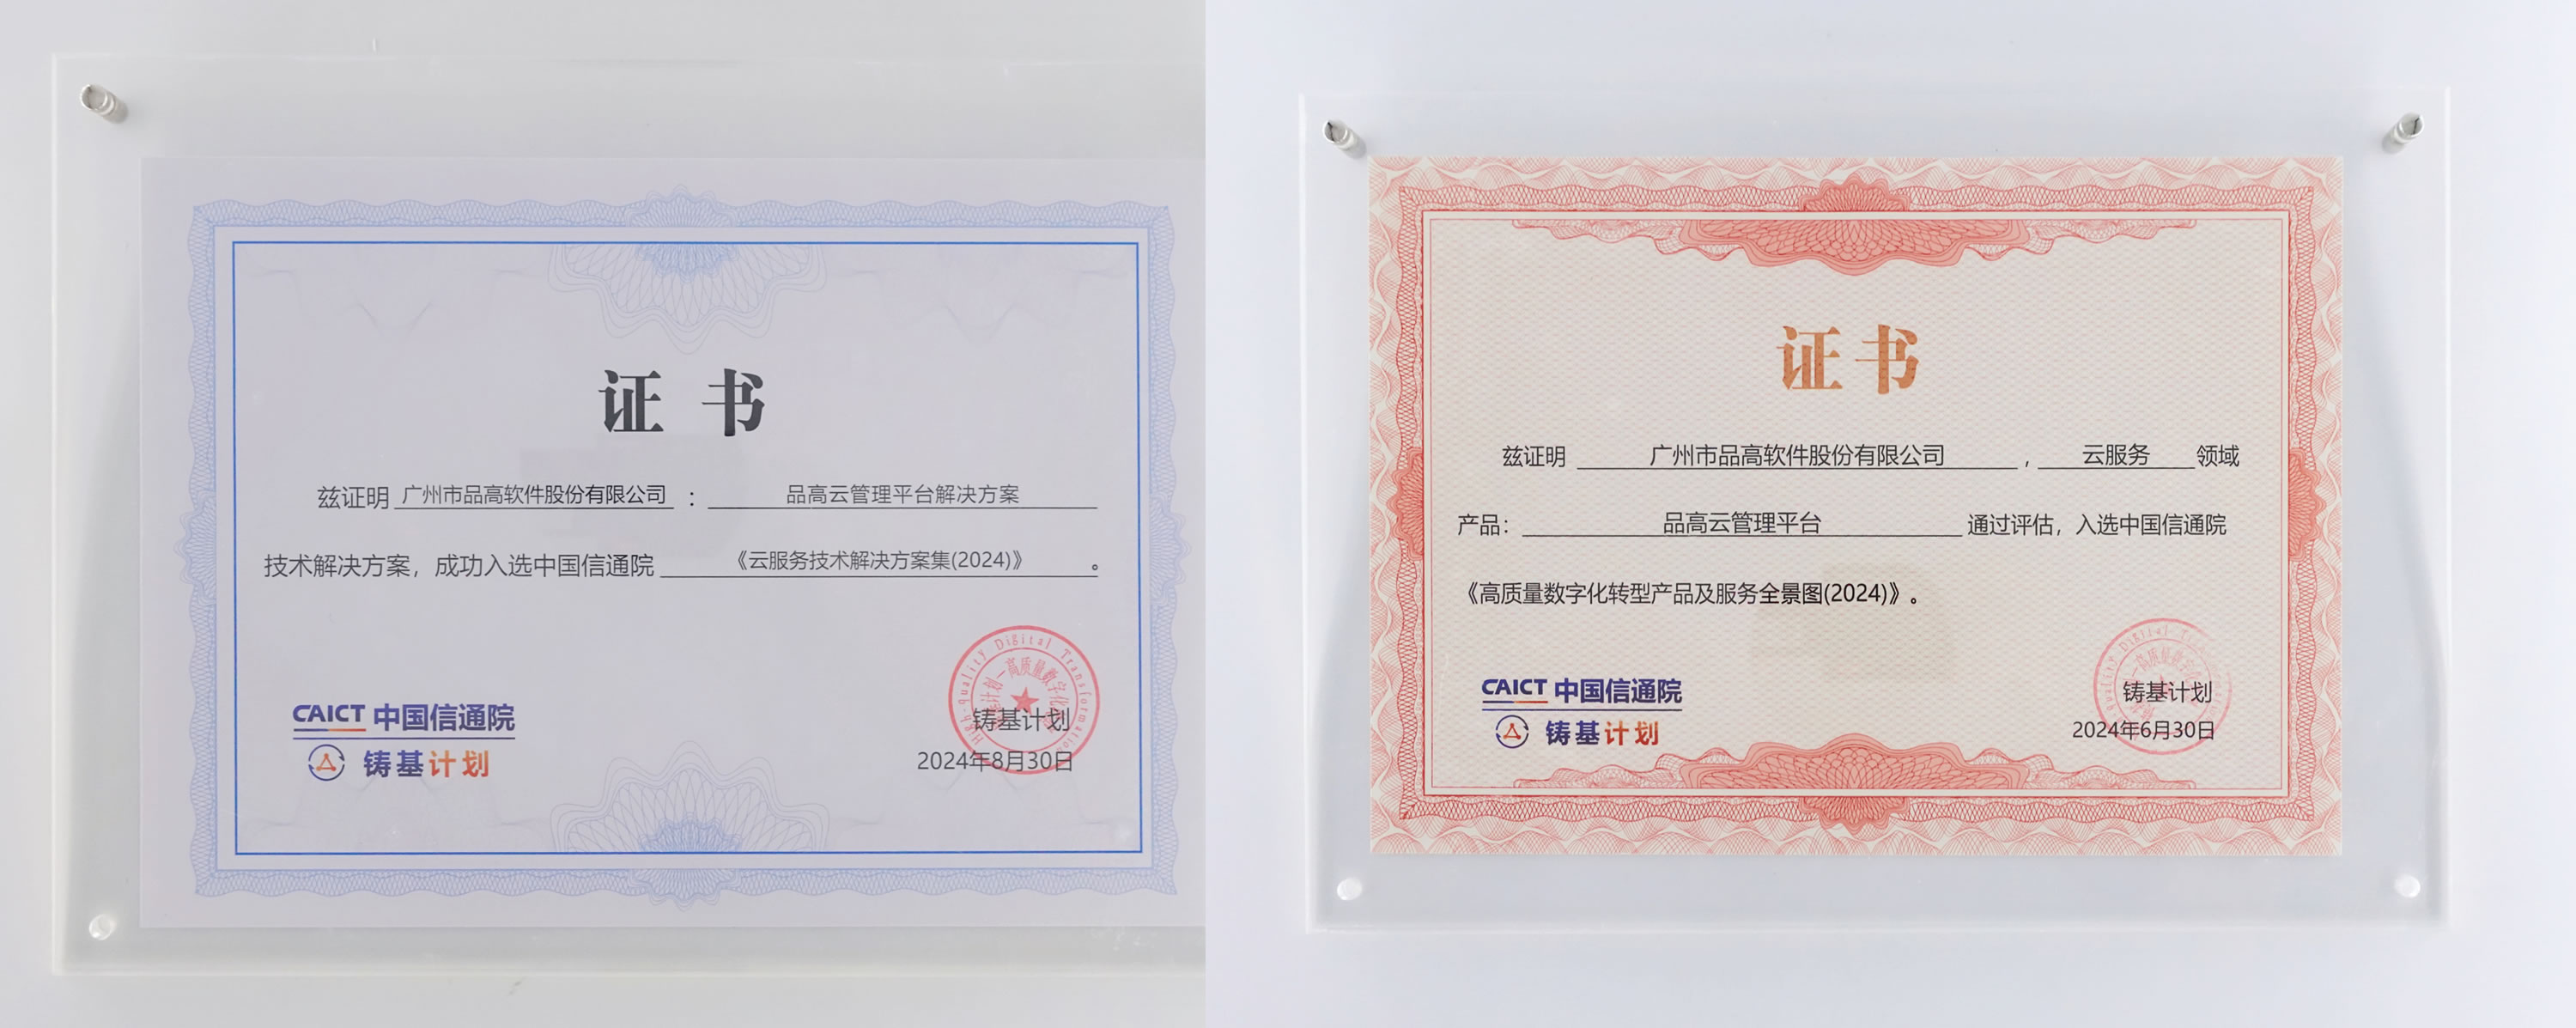 证 书
兹证明 广州市品高软件股份有限公司 : 品高云管理平台解决方案
技术解决方案，成功入选中国信通院 《云服务技术解决方案集(2024)》 。
CAICT 中国信通院
铸基计划
High-quality Digital Transformation
铸基计划
2024年8月30日
证书
兹证明 广州市品高软件股份有限公司 , 云服务 领域
产品: 品高云管理平台 通过评估，入选中国信通院
《高质量数字化转型产品及服务全景图(2024)》。
CAICT 中国信通院
铸基计划
铸基计划
2024年6月30日